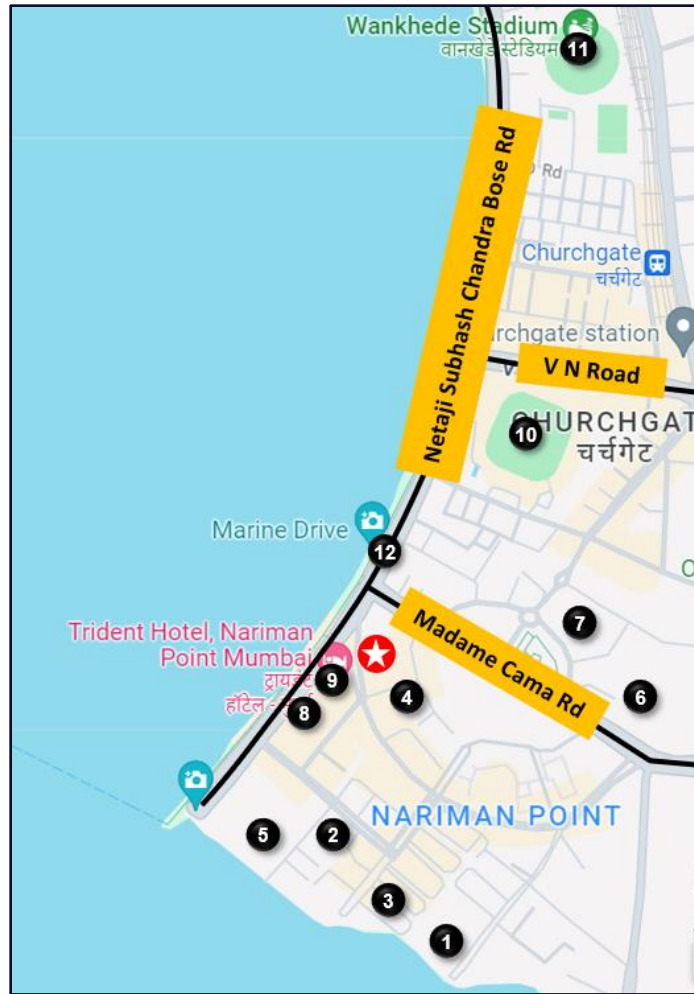 Wankhede Stadium
वानखेडे स्टेडियम
11
Netaji Subhash Chandra Bose Rd
Rd
Churchgate
चर्चगेट
rchgate station
V N Road
10
CHURCHGAT
चर्चगेट
Marine Drive
12
7
Trident Hotel, Nariman
Point Mumbai
ट्रायडंट
हॉटेल
Madame Cama Rd
9
4
6
8
NARIMAN POINT
5
2
3
1